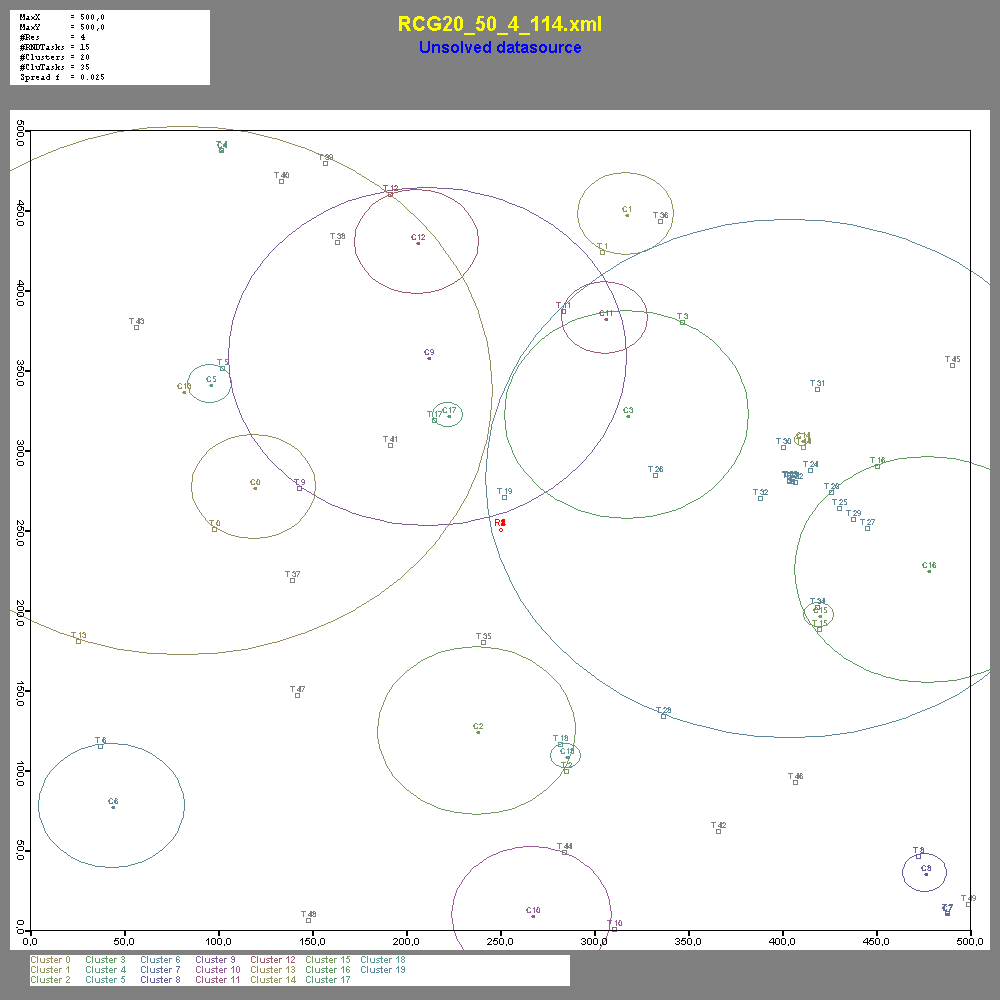 MaxX = 500,0
MaxY = 500,0
#Res = 4
#RNDTasks = 15
#Clusters = 20
#CluTasks = 35
Spread f = 0.025
RCG20_50_4_114.xml
Unsolved datasource
500,0
450,0
400,0
350,0
300,0
250,0
200,0
150,0
100,0
50,0
0,0
T 39
T 40
T 12
C1
T 36
C12
T 38
T 1
T 11
C11
T 3
T 43
C9
T 45
T 5
C5
T 31
C17
T 17
C3
T 41
T 30
T 16
T 24
T 26
C0
T 9
T 19
T 32
T 20
T 25
T 29
T 27
T 0
C16
T 37
T 34
C15
T 15
T 13
T 35
T 47
T 28
C2
T 6
T 18
C18
T 2
T 46
C6
T 42
T 44
T 8
C8
C10
T 48
T 10
C7
T 49
0,0 50,0 100,0 150,0 200,0 250,0 300,0 350,0 400,0 450,0 500,0
Cluster 0 Cluster 3 Cluster 6 Cluster 9 Cluster 12 Cluster 15 Cluster 18
Cluster 1 Cluster 4 Cluster 7 Cluster 10 Cluster 13 Cluster 16 Cluster 19
Cluster 2 Cluster 5 Cluster 8 Cluster 11 Cluster 14 Cluster 17